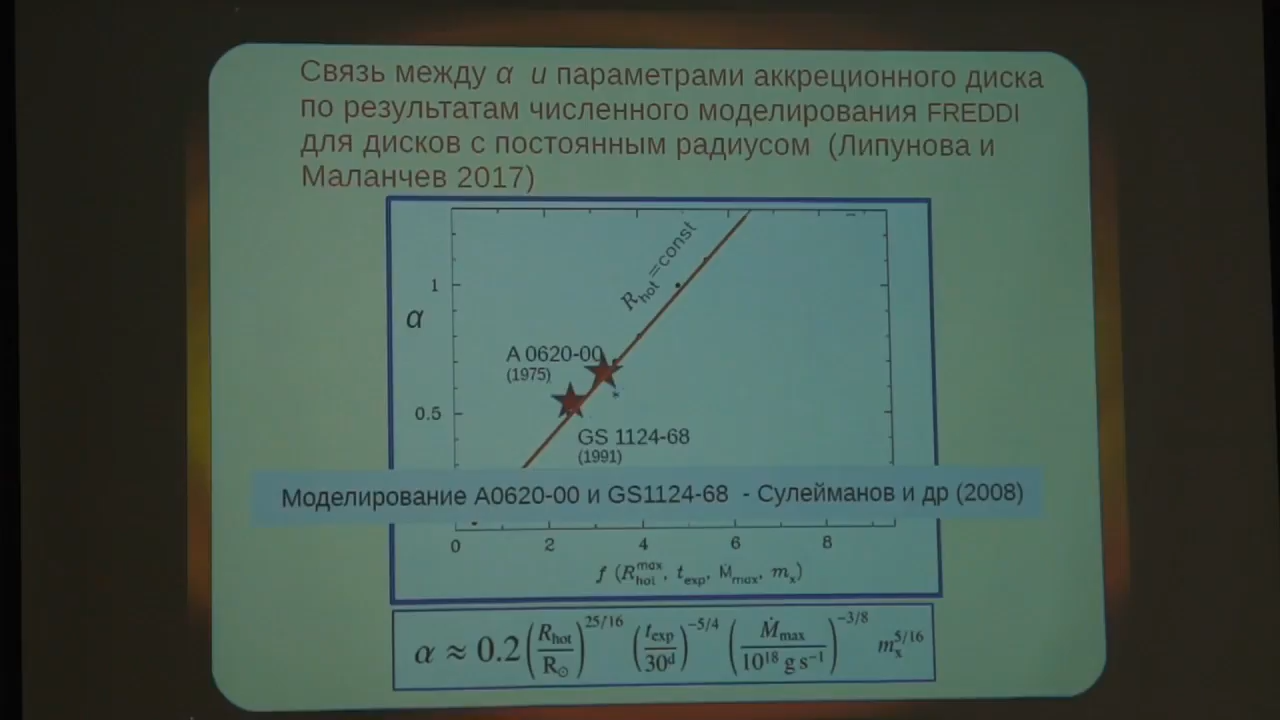 Связь между α и параметрами аккреционного диска
по результатам численного моделирования FREDDI
для дисков с постоянным радиусом (Липунова и
Маланчев 2017)
R_hot = const
1
α
A 0620-00
(1975)
0.5
GS 1124-68
(1991)
Моделирование A0620-00 и GS1124-68 - Сулейманов и др (2008)
0 2 4 6 8
f (R_hot^max, t_exp, Ṁ_max, m_x)
α ≈ 0.2 (R_hot/R_⊙)^25/16 (t_exp/30^d)^−5/4 (Ṁ_max/10^18 g s^−1)^−3/8 m_x^5/16